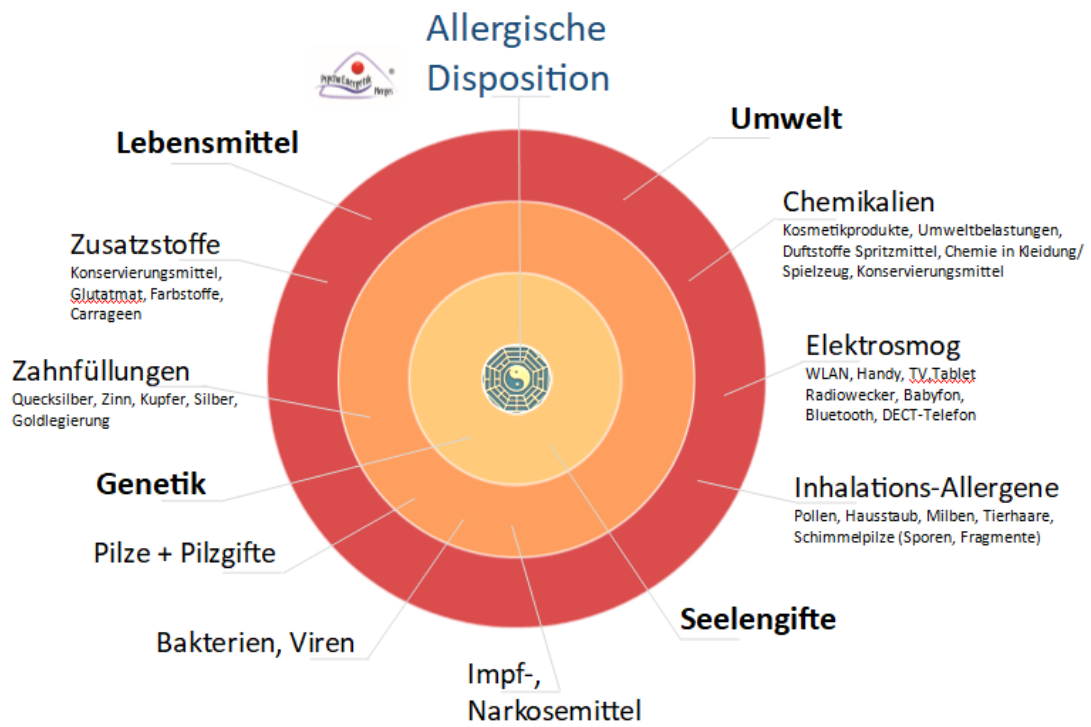 Allergische
Disposition
PsychoEnergetik
Merges
®
Lebensmittel
Umwelt
Chemikalien
Kosmetikprodukte, Umweltbelastungen,
Duftstoffe Spritzmittel, Chemie in Kleidung/
Spielzeug, Konservierungsmittel
Zusatzstoffe
Konservierungsmittel,
Glutatmat, Farbstoffe,
Carrageen
Elektrosmog
WLAN, Handy, TV,Tablet
Radiowecker, Babyfon,
Bluetooth, DECT-Telefon
Zahnfüllungen
Quecksilber, Zinn, Kupfer, Silber,
Goldlegierung
Genetik
Inhalations-Allergene
Pollen, Hausstaub, Milben, Tierhaare,
Schimmelpilze (Sporen, Fragmente)
Pilze + Pilzgifte
Seelengifte
Bakterien, Viren
Impf-,
Narkosemittel